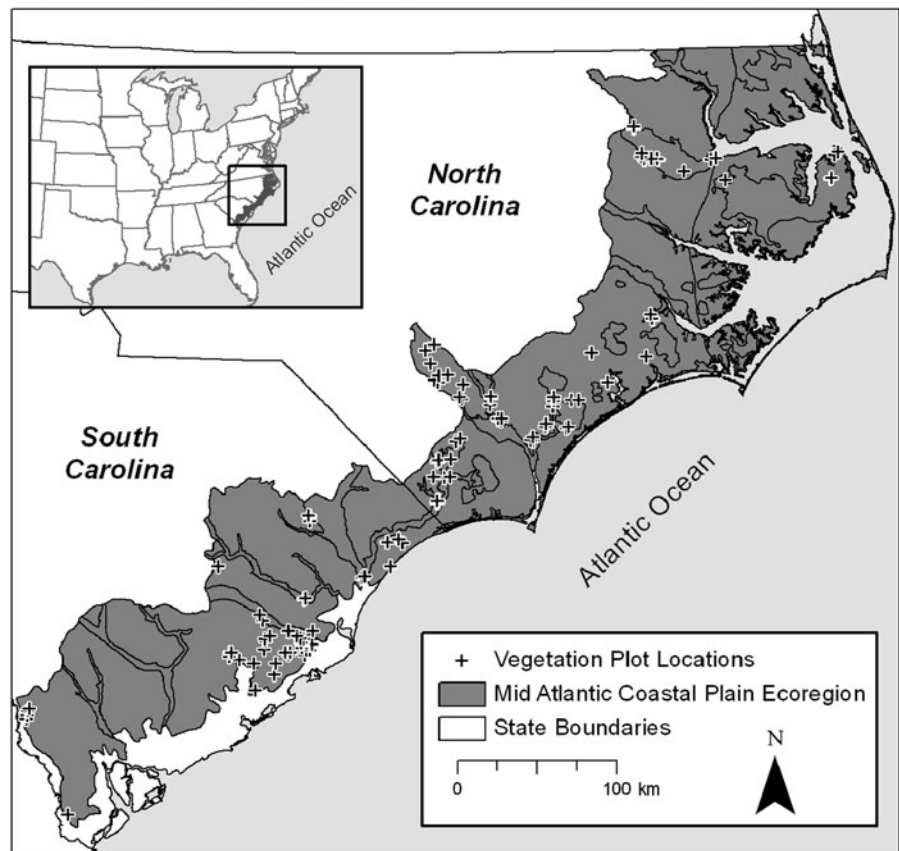 Atlantic Ocean
North
Carolina
South
Carolina
Atlantic Ocean
+ Vegetation Plot Locations
Mid Atlantic Coastal Plain Ecoregion
State Boundaries
N
0 100 km